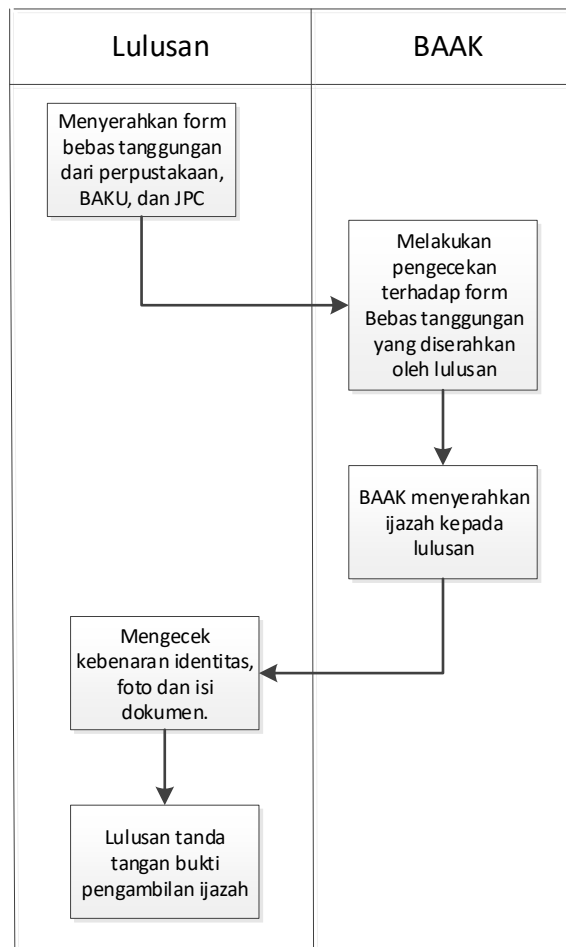 Lulusan
BAAK
Menyerahkan form
bebas tanggungan
dari perpustakaan,
BAKU, dan JPC
Melakukan
pengecekan
terhadap form
Bebas tanggungan
yang diserahkan
oleh lulusan
BAAK menyerahkan
ijazah kepada
lulusan
Mengecek
kebenaran identitas,
foto dan isi
dokumen.
Lulusan tanda
tangan bukti
pengambilan ijazah